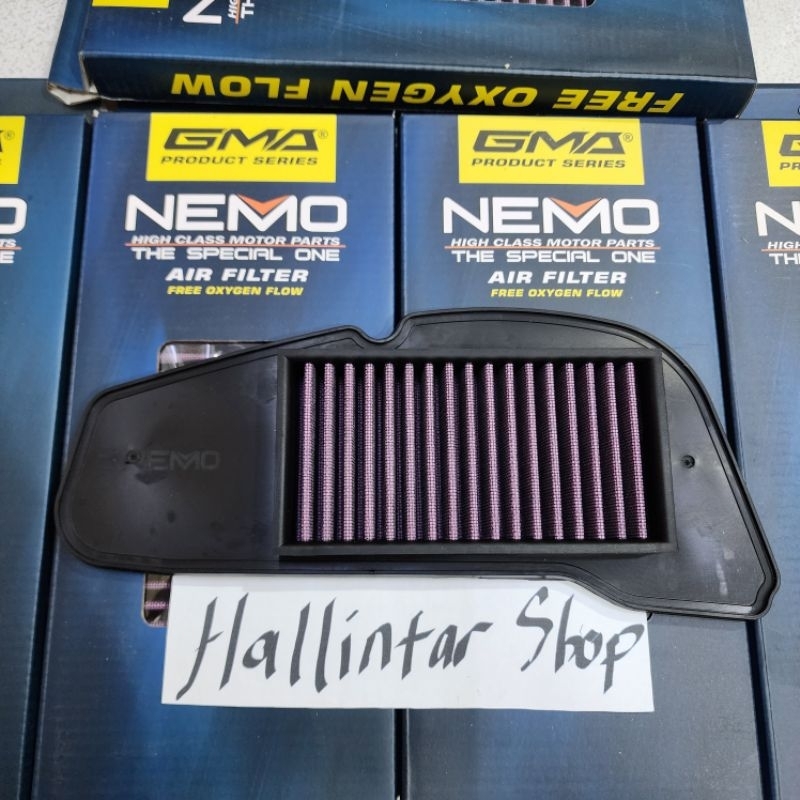 FREE OXYGEN FLOW
GMA®
PRODUCT SERIES
NEMO
HIGH CLASS MOTOR PARTS
THE SPECIAL ONE
AIR FILTER
FREE OXYGEN FLOW
GMA®
PRODUCT SERIES
NEMO
HIGH CLASS MOTOR PARTS
THE SPECIAL ONE
AIR FILTER
FREE OXYGEN FLOW
NEMO
Hallintar Shop